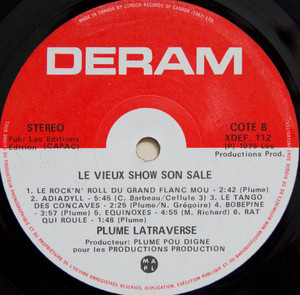 MADE IN CANADA BY LONDON RECORDS OF CANADA (1967) LTD.
DERAM
STEREO
Pub: Les Editions
Edition (CAPAC)
COTE B
XDEF. 112
(P) 1975 Les
Productions Prod.
LE VIEUX SHOW SON SALE
1. LE ROCK'N' ROLL DU GRAND FLANC MOU - 2:42 (Plume)
2. ADIADYLL - 5:45 (C. Barbeau/Ch'cule) 3. LE TANGO
DES CONCAVES - 2:25 (Plume/N. Grégoire) 4. BOBEPINE
- 3:57 (Plume) 5. EQUINOXES - 4:55 (M. Richard) 6. RAT
QUI ROULE - 1:48 (Plume)
PLUME LATRAVERSE
Producteur: PLUME POU DIGNE
pour les PRODUCTIONS PRODUCTION
MAPL